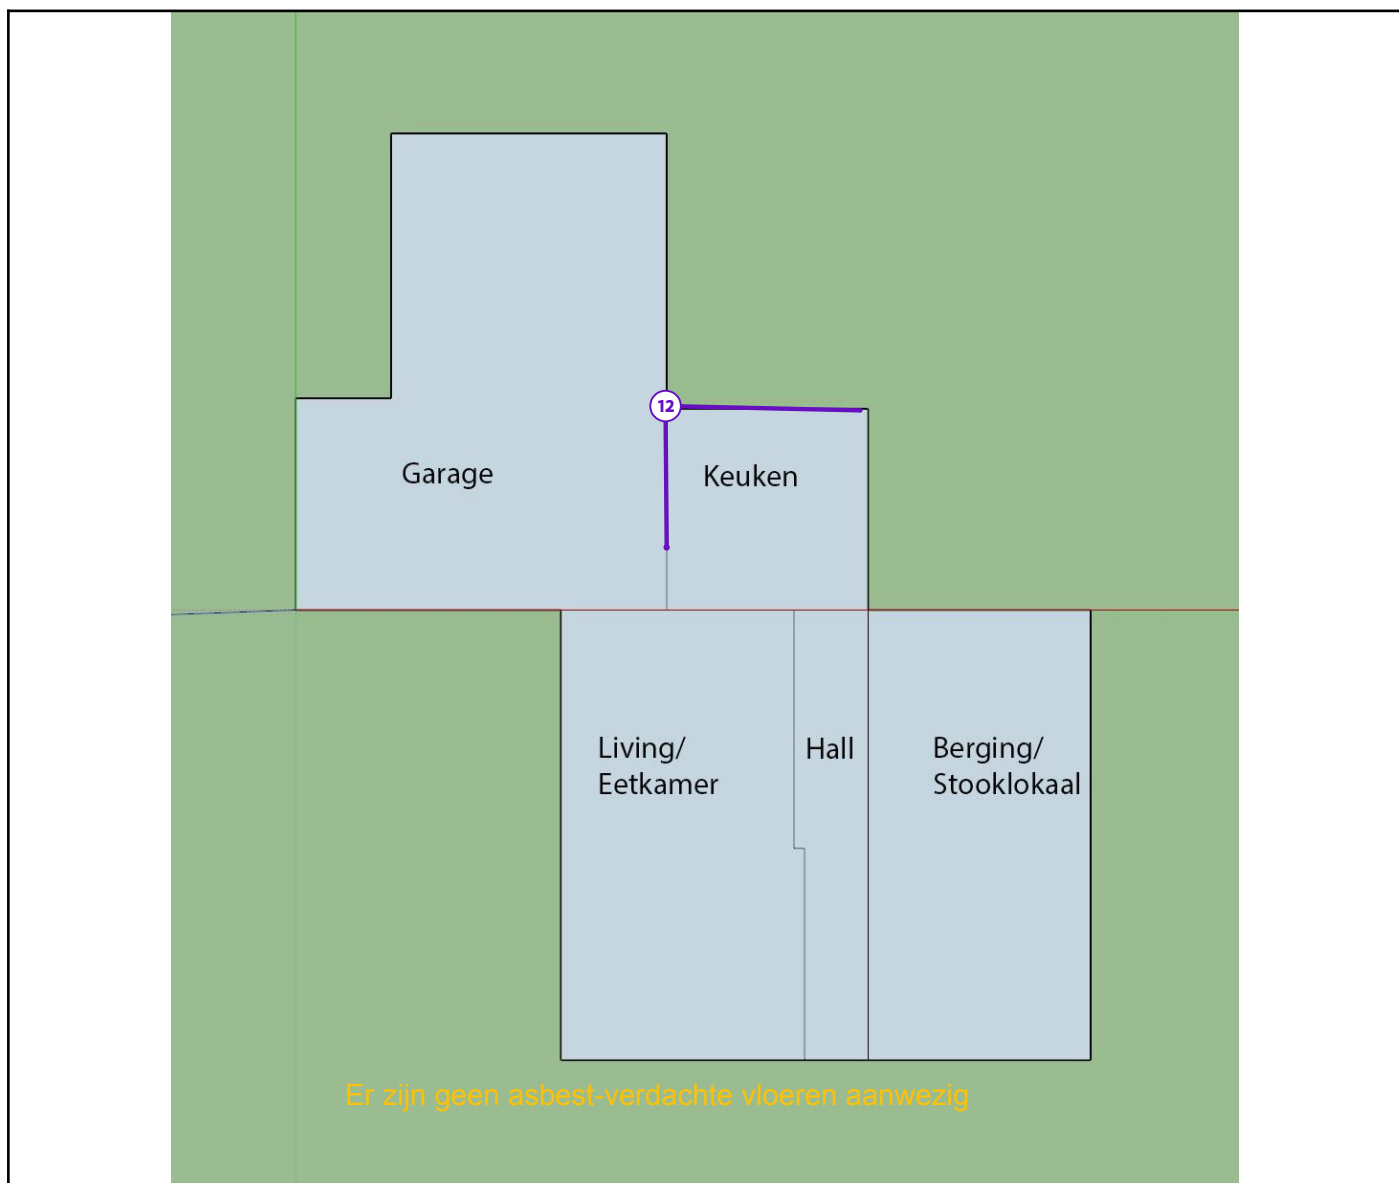 12
Garage
Keuken
Living/
Eetkamer
Hall
Berging/
Stooklokaal
Er zijn geen asbest-verdachte vloeren aanwezig